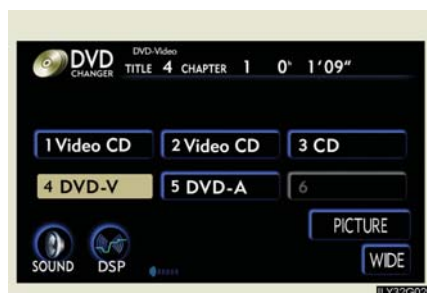 DVD
CHANGER
DVD-Video
TITLE 4 CHAPTER 1 0h 1'09"
1 Video CD 2 Video CD 3 CD
4 DVD-V 5 DVD-A 6
PICTURE
SOUND DSP WIDE